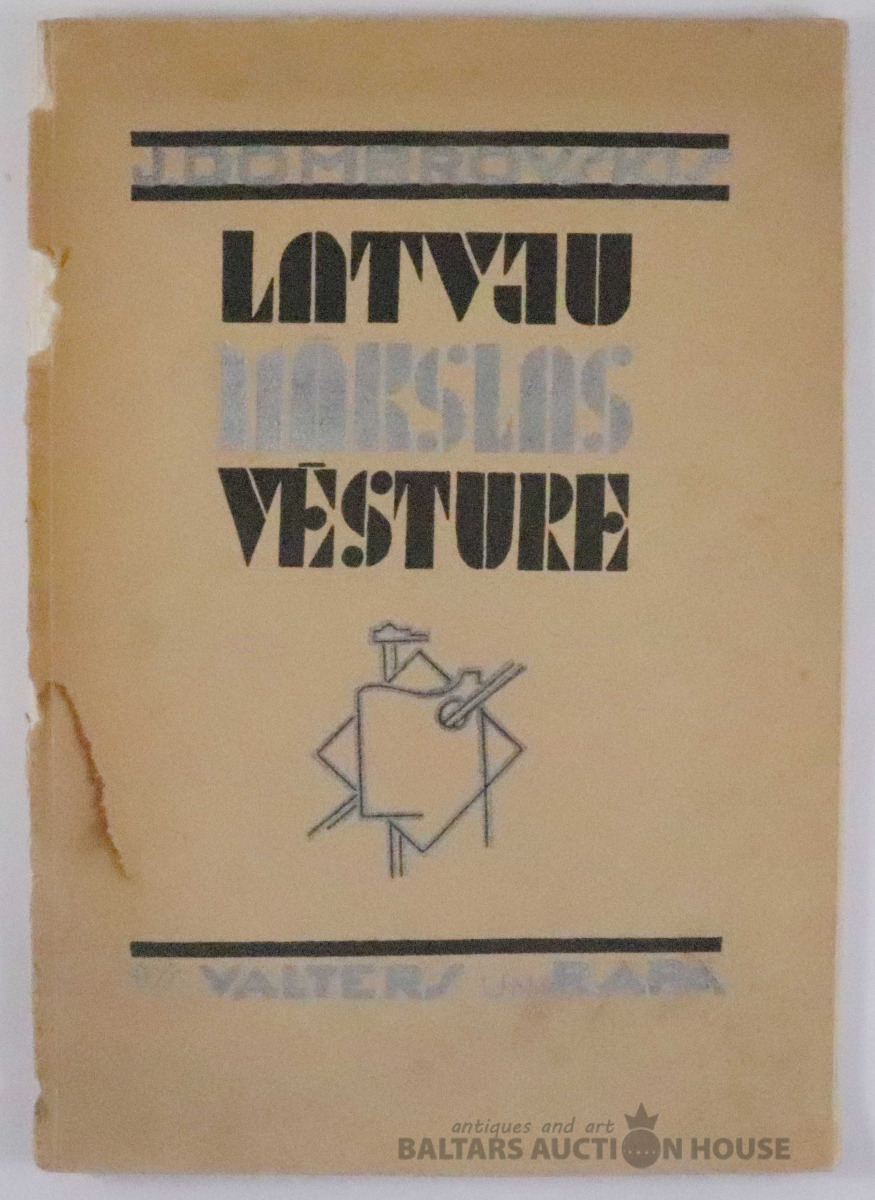 J. DOMBROVSKIS
LATVJU
MĀKSLAS
VĒSTURE
VALTERS un RAPA
antiques and art
BALTARS AUCTION HOUSE